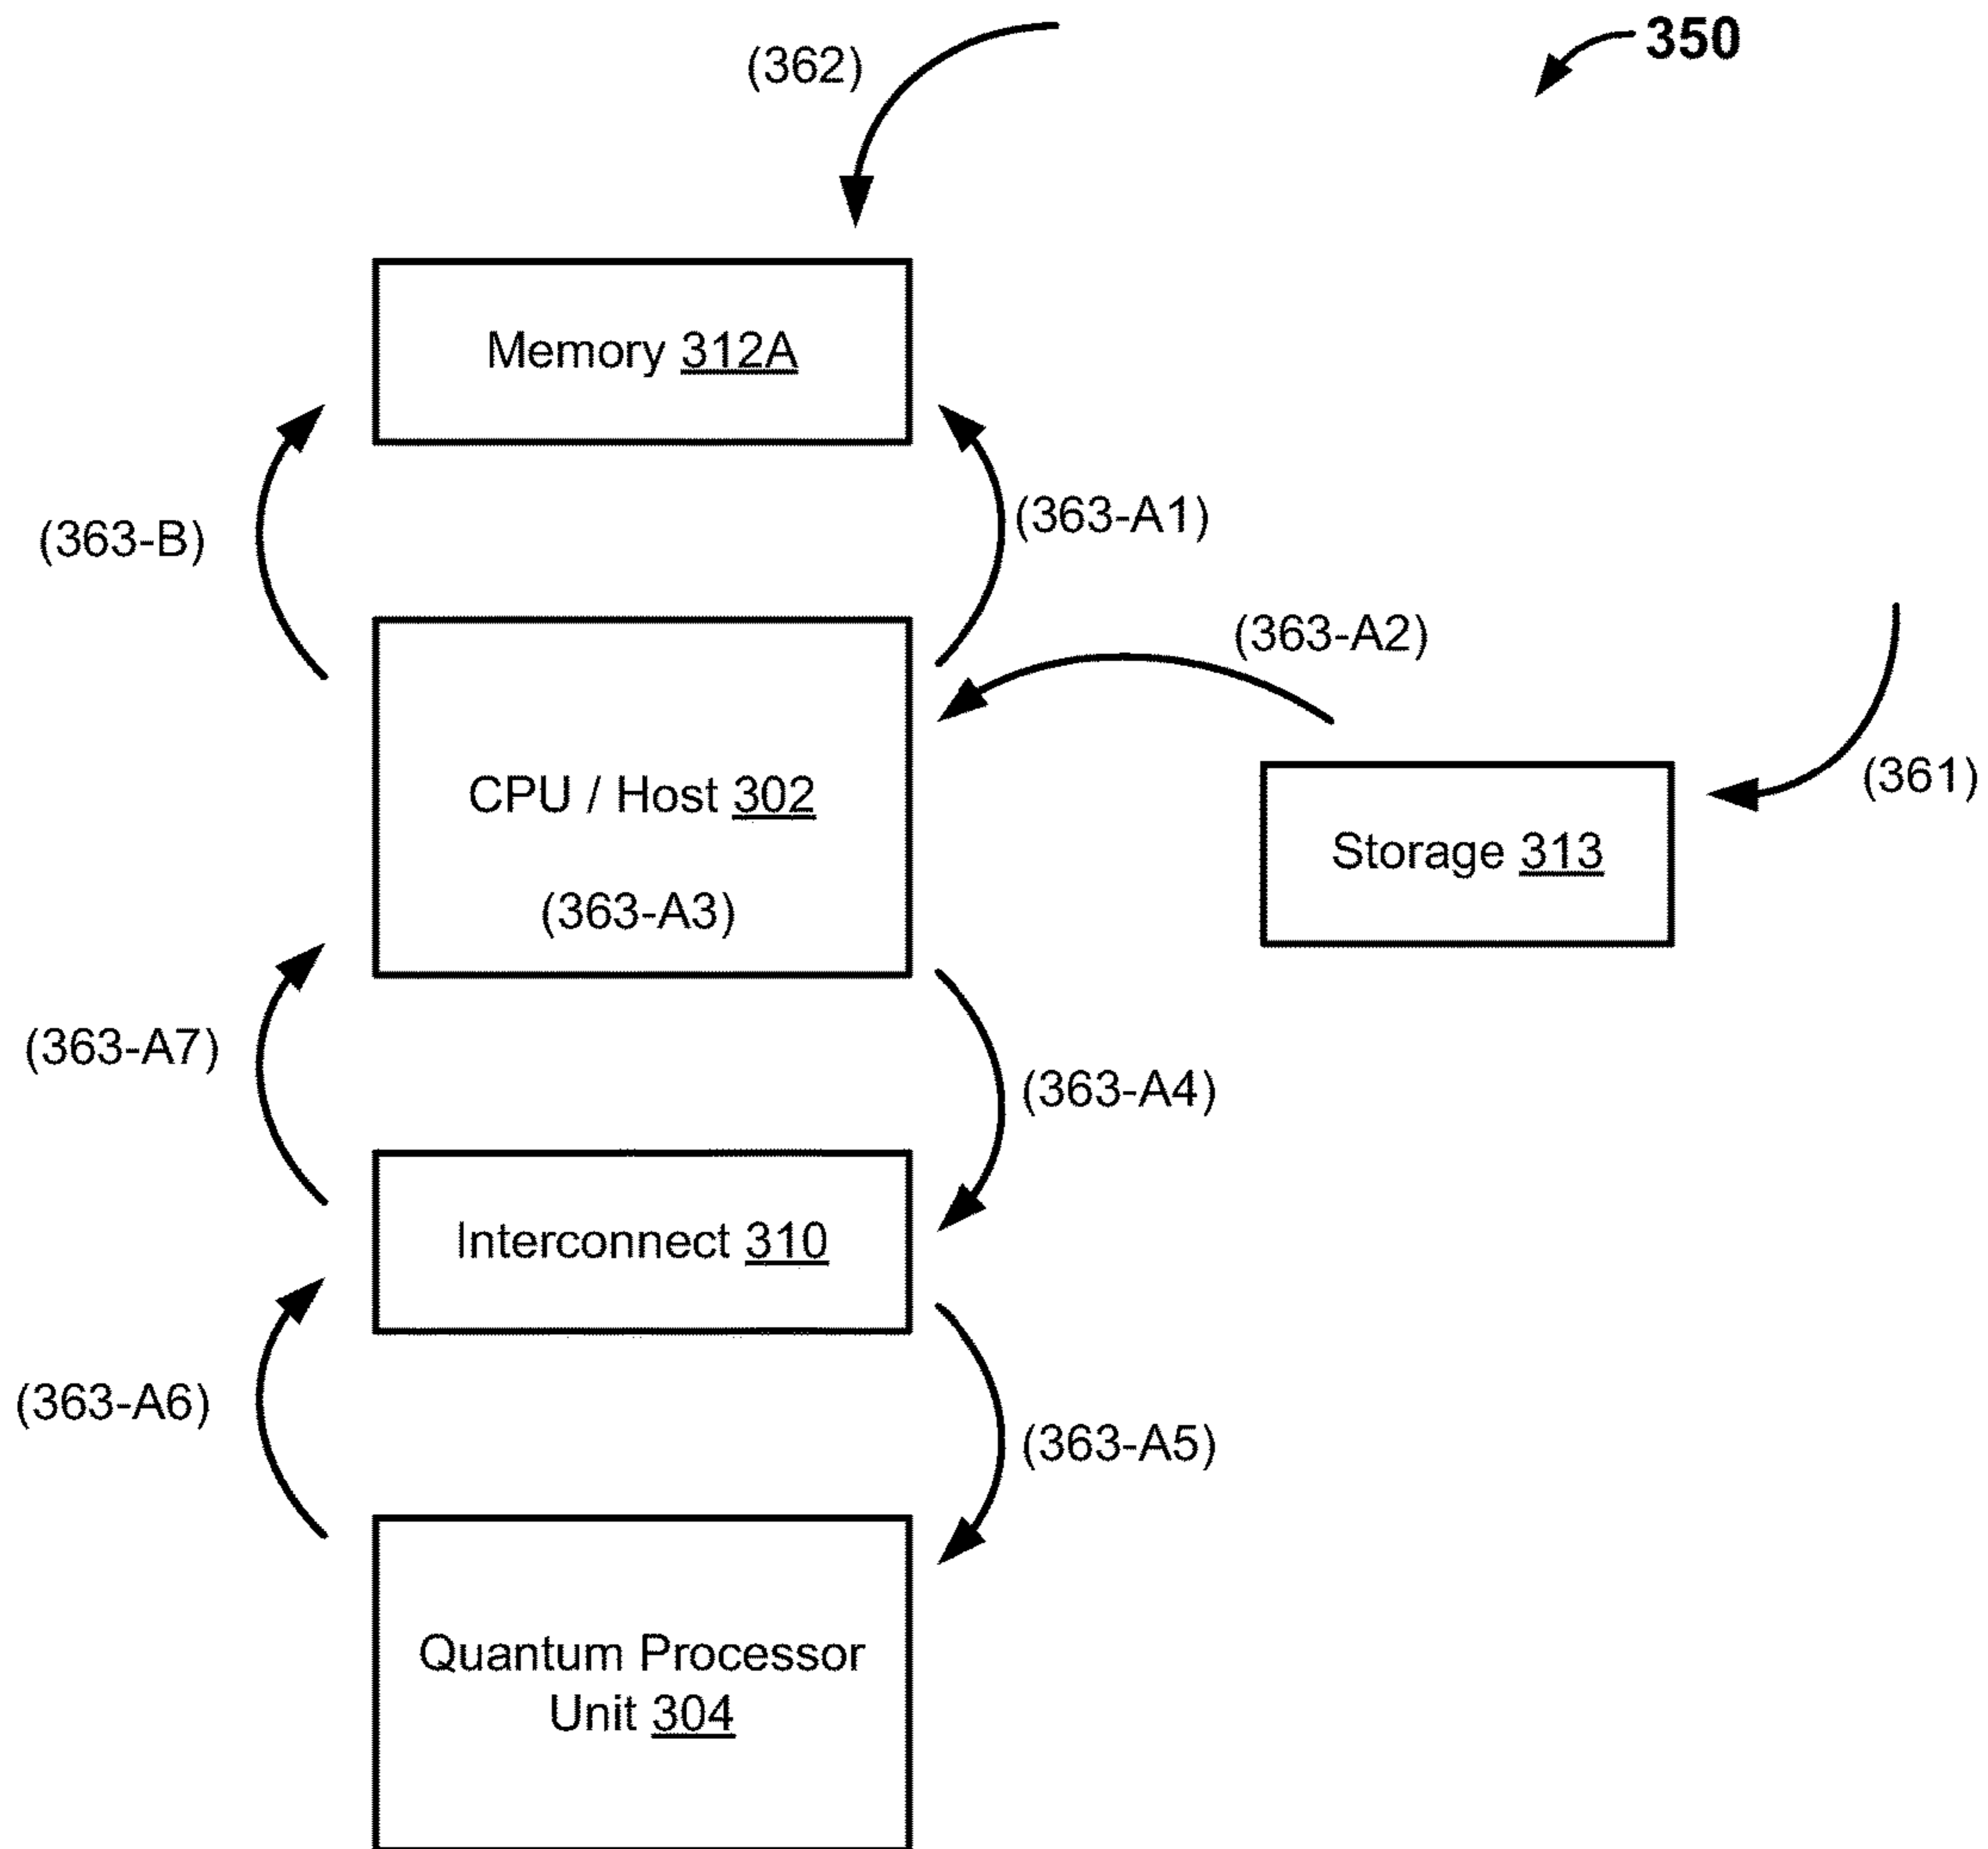 350
(362)
Memory 312A
(363-B)
(363-A1)
(363-A2)
CPU / Host 302
(361)
Storage 313
(363-A3)
(363-A7)
(363-A4)
Interconnect 310
(363-A6)
(363-A5)
Quantum Processor
Unit 304